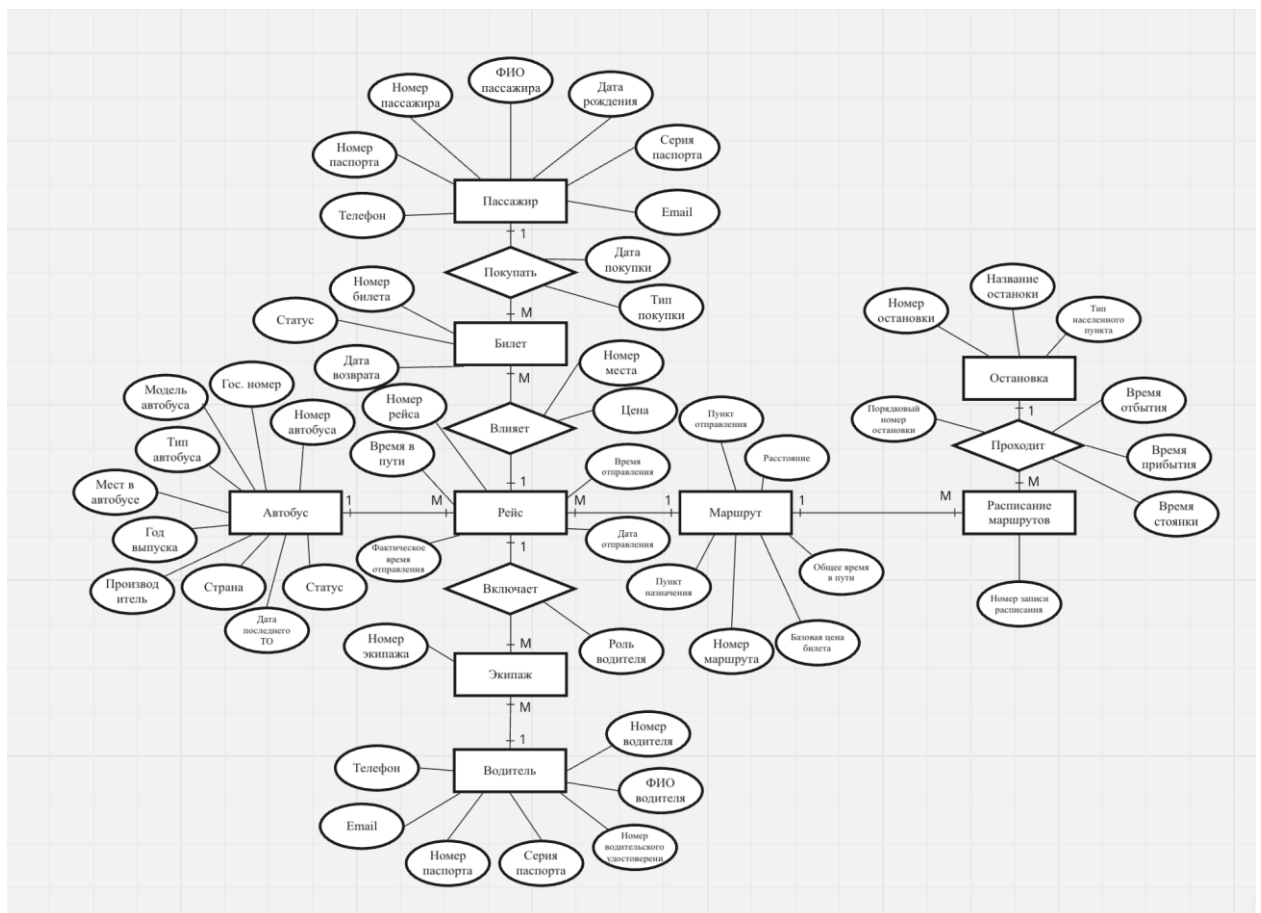 ФИО
пассажира
Номер
пассажира
Дата
рождения
Номер
паспорта
Серия
паспорта
Пассажир
Телефон
Email
1
Покупать
Дата
покупки
Тип
покупки
M
Номер
билета
Статус
Билет
Дата
возврата
M
Номер
места
Номер
рейса
Влияет
Цена
Время в
пути
1
Время
отправления
Модель
автобуса
Гос. номер
Номер
автобуса
Тип
автобуса
Мест в
автобусе
Автобус
1
M
Рейс
M
1
Маршрут
1
M
Расписание
маршрутов
Год
выпуска
Производ
итель
Страна
Статус
Дата
последнего
ТО
Фактическое
время
отправления
Дата
отправления
Пункт
отправления
Расстояние
Пункт
назначения
Номер
маршрута
Базовая цена
билета
Общее время
в пути
Номер
остановки
Название
останоки
Тип
населенного
пункта
Остановка
1
Порядковый
номер
остановки
Проходит
Время
отбытия
Время
прибытия
M
Время
стоянки
Номер записи
расписания
1
Включает
Роль
водителя
M
Номер
экипажа
Экипаж
M
1
Водитель
Номер
водителя
Телефон
ФИО
водителя
Email
Номер
паспорта
Серия
паспорта
Номер
водительского
удостоверени